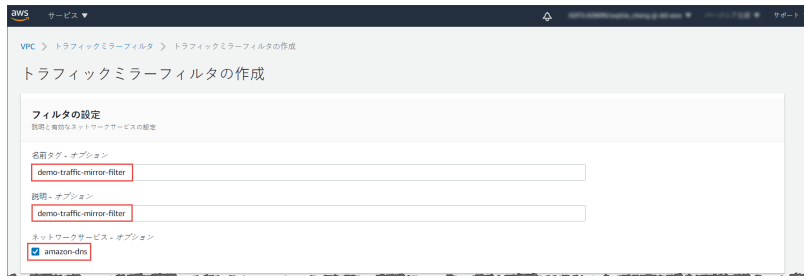 aws サービス サポート
VPC > トラフィックミラーフィルタ > トラフィックミラーフィルターの作成
トラフィックミラーフィルタの作成
フィルタの設定
説明と有効なネットワークサービスの設定
名前タグ - オプション
demo-traffic-mirror-filter
説明 - オプション
demo-traffic-mirror-filter
ネットワークサービス - オプション
amazon-dns